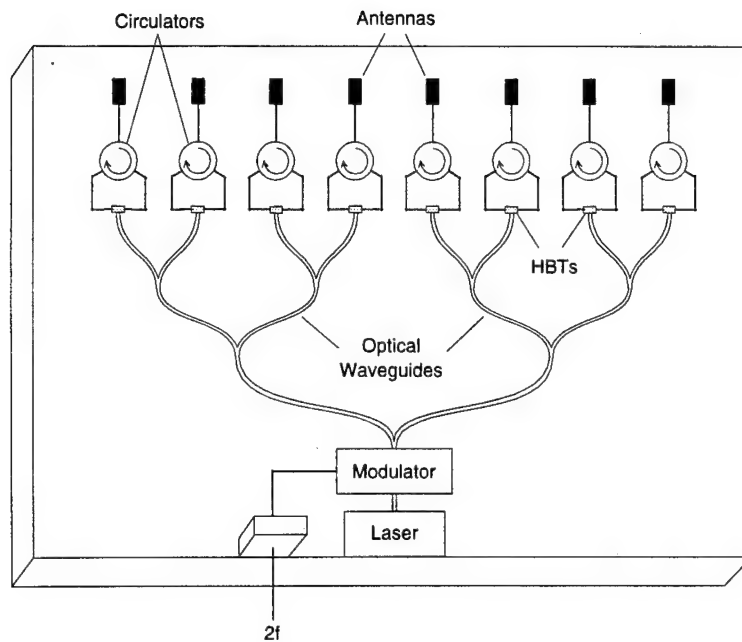 Circulators
Antennas
HBTs
Optical
Waveguides
Modulator
Laser
2f